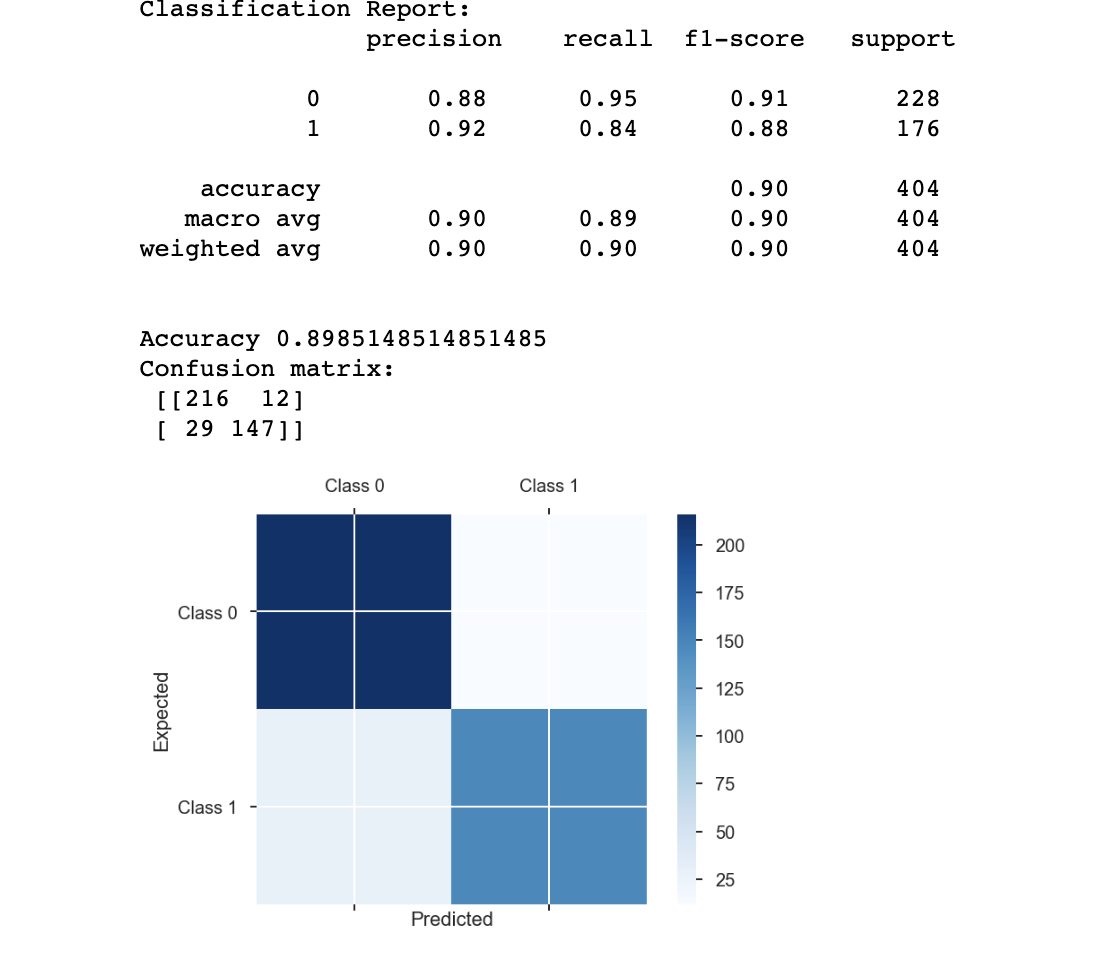 Classification Report:
precision recall f1-score support
0 0.88 0.95 0.91 228
1 0.92 0.84 0.88 176
accuracy 0.90 404
macro avg 0.90 0.89 0.90 404
weighted avg 0.90 0.90 0.90 404
Accuracy 0.8985148514851485
Confusion matrix:
[[216 12]
[ 29 147]]
Class 0 Class 1
200
175
Class 0
150
125
Expected
100
75
Class 1
50
25
Predicted